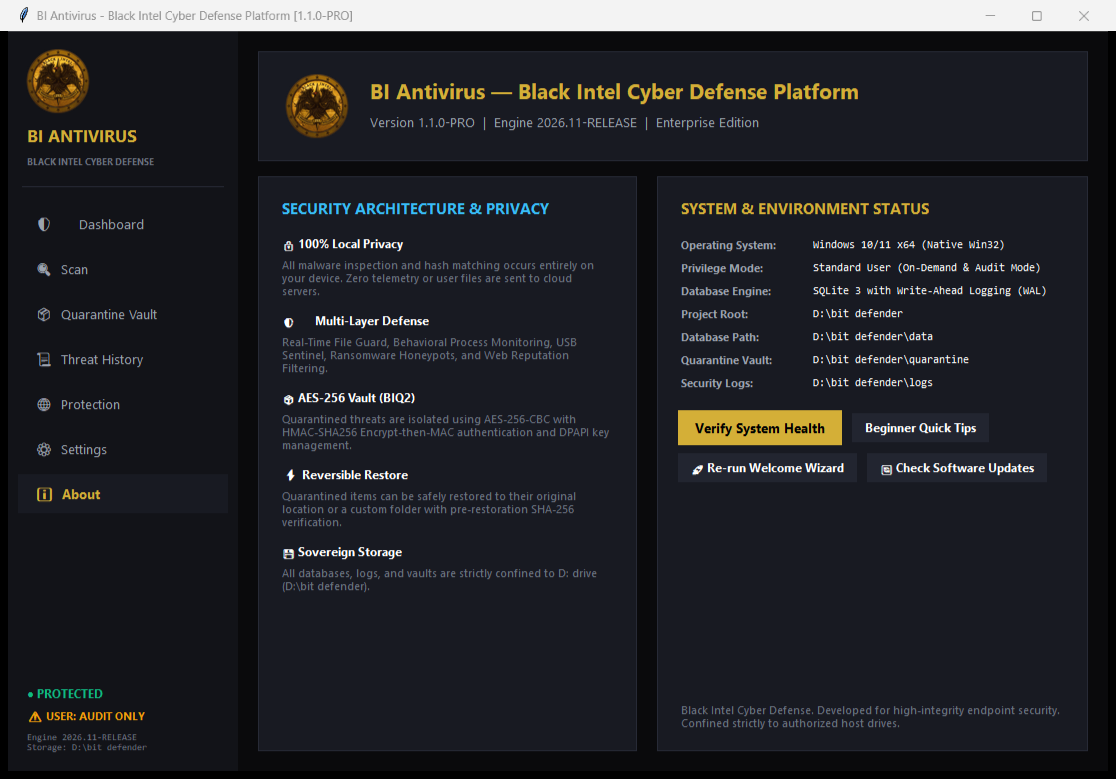 BI Antivirus - Black Intel Cyber Defense Platform [1.1.0-PRO]
BI ANTIVIRUS
BLACK INTEL CYBER DEFENSE
Dashboard
Scan
Quarantine Vault
Threat History
Protection
Settings
About
● PROTECTED
⚠ USER: AUDIT ONLY
Engine 2026.11-RELEASE
Storage: D:\bit defender
BI Antivirus — Black Intel Cyber Defense Platform
Version 1.1.0-PRO | Engine 2026.11-RELEASE | Enterprise Edition
SECURITY ARCHITECTURE & PRIVACY
100% Local Privacy
All malware inspection and hash matching occurs entirely on
your device. Zero telemetry or user files are sent to cloud
servers.
Multi-Layer Defense
Real-Time File Guard, Behavioral Process Monitoring, USB
Sentinel, Ransomware Honeypots, and Web Reputation
Filtering.
AES-256 Vault (BIQ2)
Quarantined threats are isolated using AES-256-CBC with
HMAC-SHA256 Encrypt-then-MAC authentication and DPAPI key
management.
Reversible Restore
Quarantined items can be safely restored to their original
location or a custom folder with pre-restoration SHA-256
verification.
Sovereign Storage
All databases, logs, and vaults are strictly confined to D: drive
(D:\bit defender).
SYSTEM & ENVIRONMENT STATUS
Operating System: Windows 10/11 x64 (Native Win32)
Privilege Mode: Standard User (On-Demand & Audit Mode)
Database Engine: SQLite 3 with Write-Ahead Logging (WAL)
Project Root: D:\bit defender
Database Path: D:\bit defender\data
Quarantine Vault: D:\bit defender\quarantine
Security Logs: D:\bit defender\logs
Verify System Health
Beginner Quick Tips
Re-run Welcome Wizard
Check Software Updates
Black Intel Cyber Defense. Developed for high-integrity endpoint security.
Confined strictly to authorized host drives.